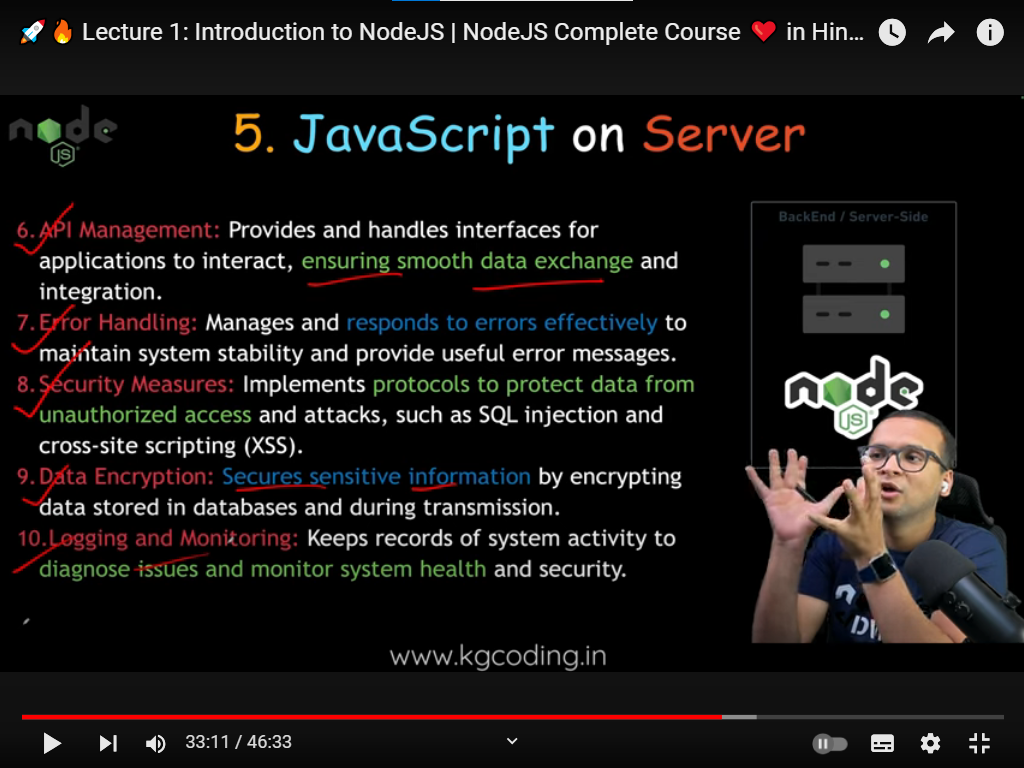 🚀🔥 Lecture 1: Introduction to NodeJS | NodeJS Complete Course ❤️ in Hin...
node
JS
5. JavaScript on Server
BackEnd / Server-Side
6. API Management: Provides and handles interfaces for
applications to interact, ensuring smooth data exchange and
integration.
7. Error Handling: Manages and responds to errors effectively to
maintain system stability and provide useful error messages.
8. Security Measures: Implements protocols to protect data from
unauthorized access and attacks, such as SQL injection and
cross-site scripting (XSS).
9. Data Encryption: Secures sensitive information by encrypting
data stored in databases and during transmission.
10.Logging and Monitoring: Keeps records of system activity to
diagnose issues and monitor system health and security.
node
JS
www.kgcoding.in
33:11 / 46:33